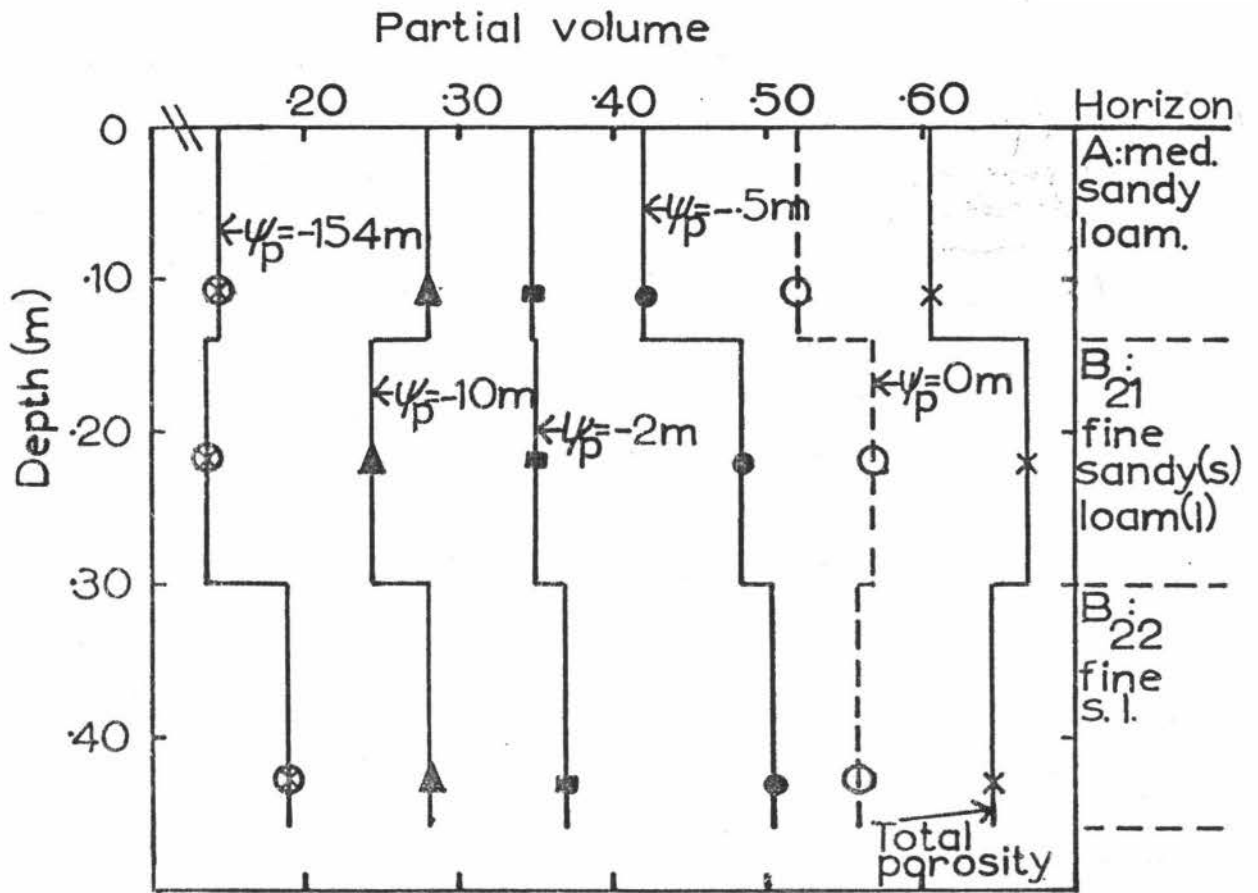 Partial volume
·20 ·30 ·40 ·50 ·60 Horizon
0
·10
·20
·30
·40
Depth (m)
ψp=-154m
ψp=-·5m
ψp=-10m
ψp=-2m
ψp=0m
Total
porosity
A:med.
sandy
loam.
B21:
fine
sandy(s)
loam(l)
B22:
fine
s. l.